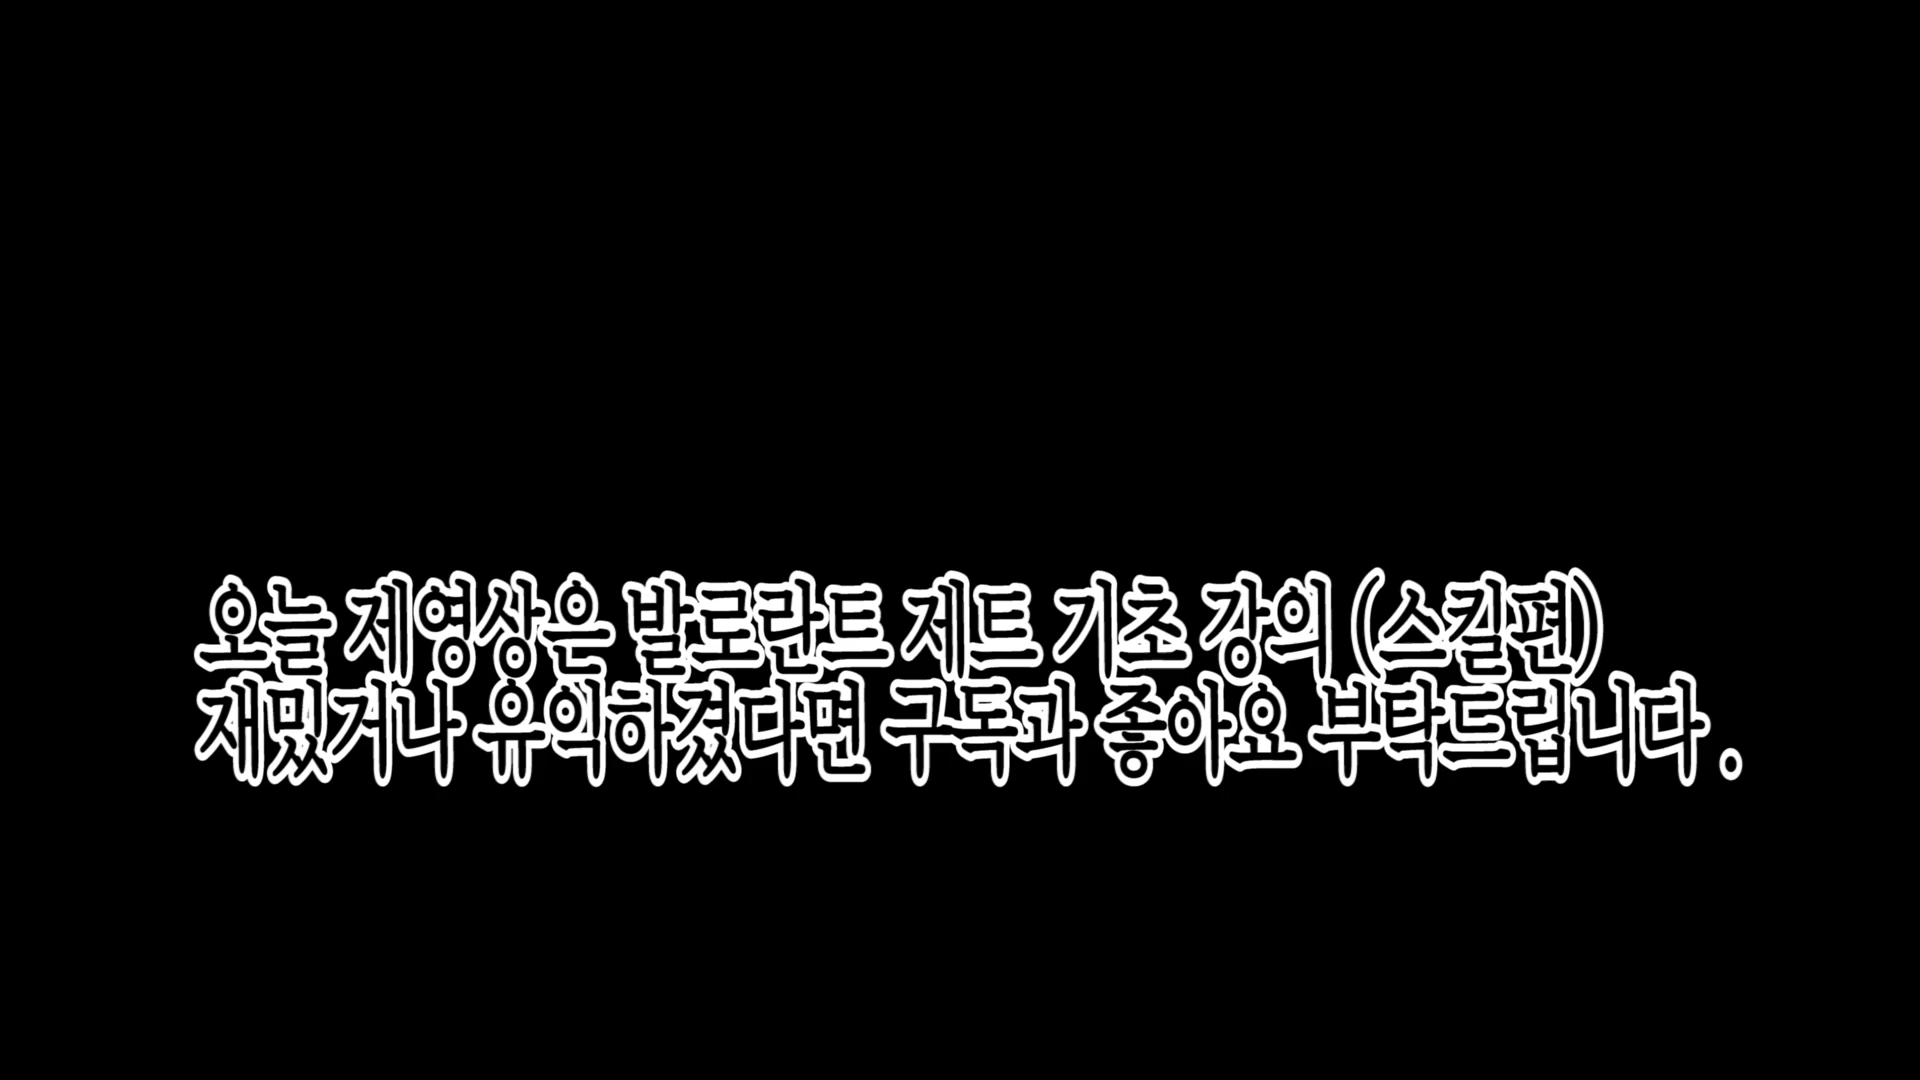 오늘 제영상은 발로란트 제트 기초 강의 (스킬편)
재밌거나 유익하겠다면 구독과 좋아요 부탁드립니다.